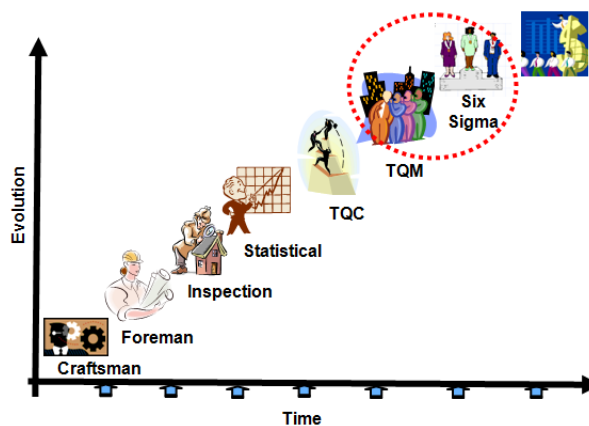 Six
Sigma
TQM
TQC
Statistical
Inspection
Foreman
Craftsman
Evolution
Time